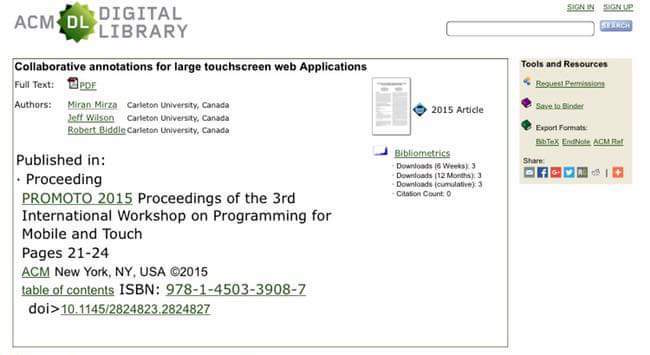 SIGN IN SIGN UP
ACM DL DIGITAL LIBRARY
SEARCH
Collaborative annotations for large touchscreen web Applications
Full Text: PDF
Authors: Miran Mirza Carleton University, Canada
Jeff Wilson Carleton University, Canada
Robert Biddle Carleton University, Canada
2015 Article
Bibliometrics
· Downloads (6 Weeks): 3
· Downloads (12 Months): 3
· Downloads (cumulative): 3
· Citation Count: 0
Published in:
· Proceeding
PROMOTO 2015 Proceedings of the 3rd
International Workshop on Programming for
Mobile and Touch
Pages 21-24
ACM New York, NY, USA ©2015
table of contents ISBN: 978-1-4503-3908-7
doi>10.1145/2824823.2824827
Tools and Resources
Request Permissions
Save to Binder
Export Formats:
BibTeX EndNote ACM Ref
Share: